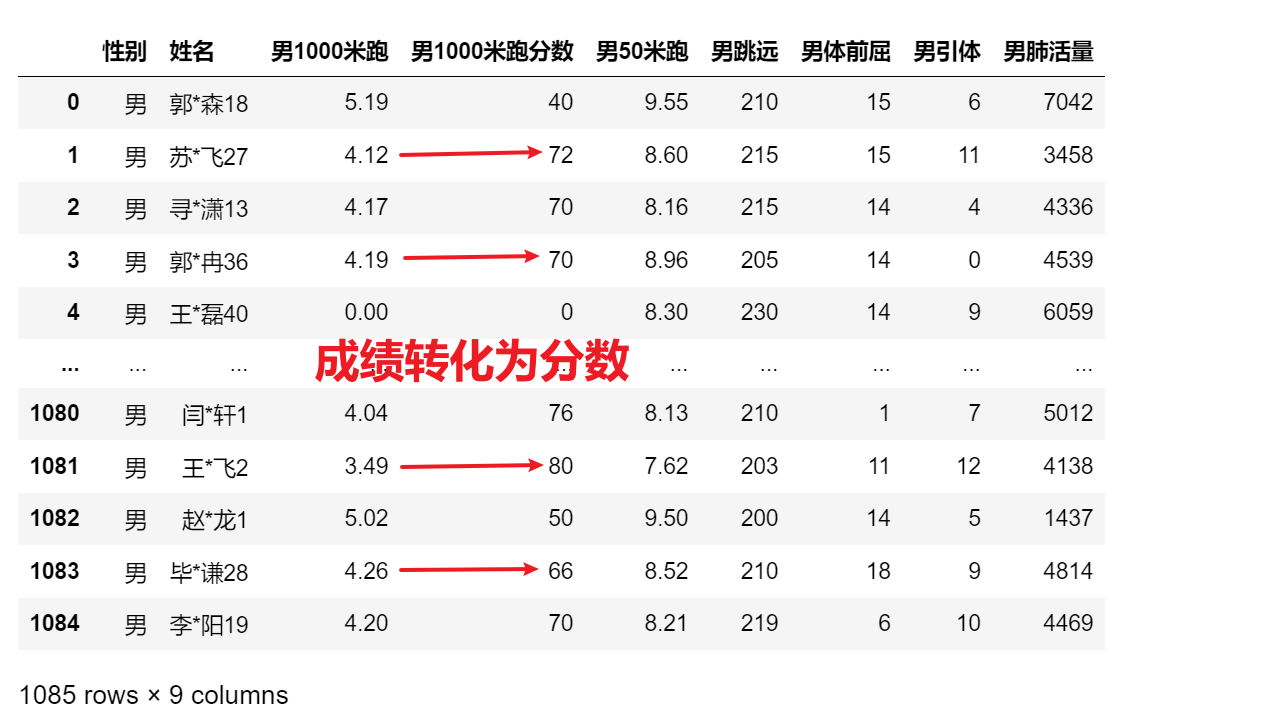 性别 姓名 男1000米跑 男1000米跑分数 男50米跑 男跳远 男体前屈 男引体 男肺活量
0 男 郭*森18 5.19 40 9.55 210 15 6 7042
1 男 苏*飞27 4.12 72 8.60 215 15 11 3458
2 男 寻*潇13 4.17 70 8.16 215 14 4 4336
3 男 郭*冉36 4.19 70 8.96 205 14 0 4539
4 男 王*磊40 0.00 0 8.30 230 14 9 6059
... ... ... ... ... ... ... ... ... ...
成绩转化为分数
1080 男 闫*轩1 4.04 76 8.13 210 1 7 5012
1081 男 王*飞2 3.49 80 7.62 203 11 12 4138
1082 男 赵*龙1 5.02 50 9.50 200 14 5 1437
1083 男 毕*谦28 4.26 66 8.52 210 18 9 4814
1084 男 李*阳19 4.20 70 8.21 219 6 10 4469
1085 rows × 9 columns